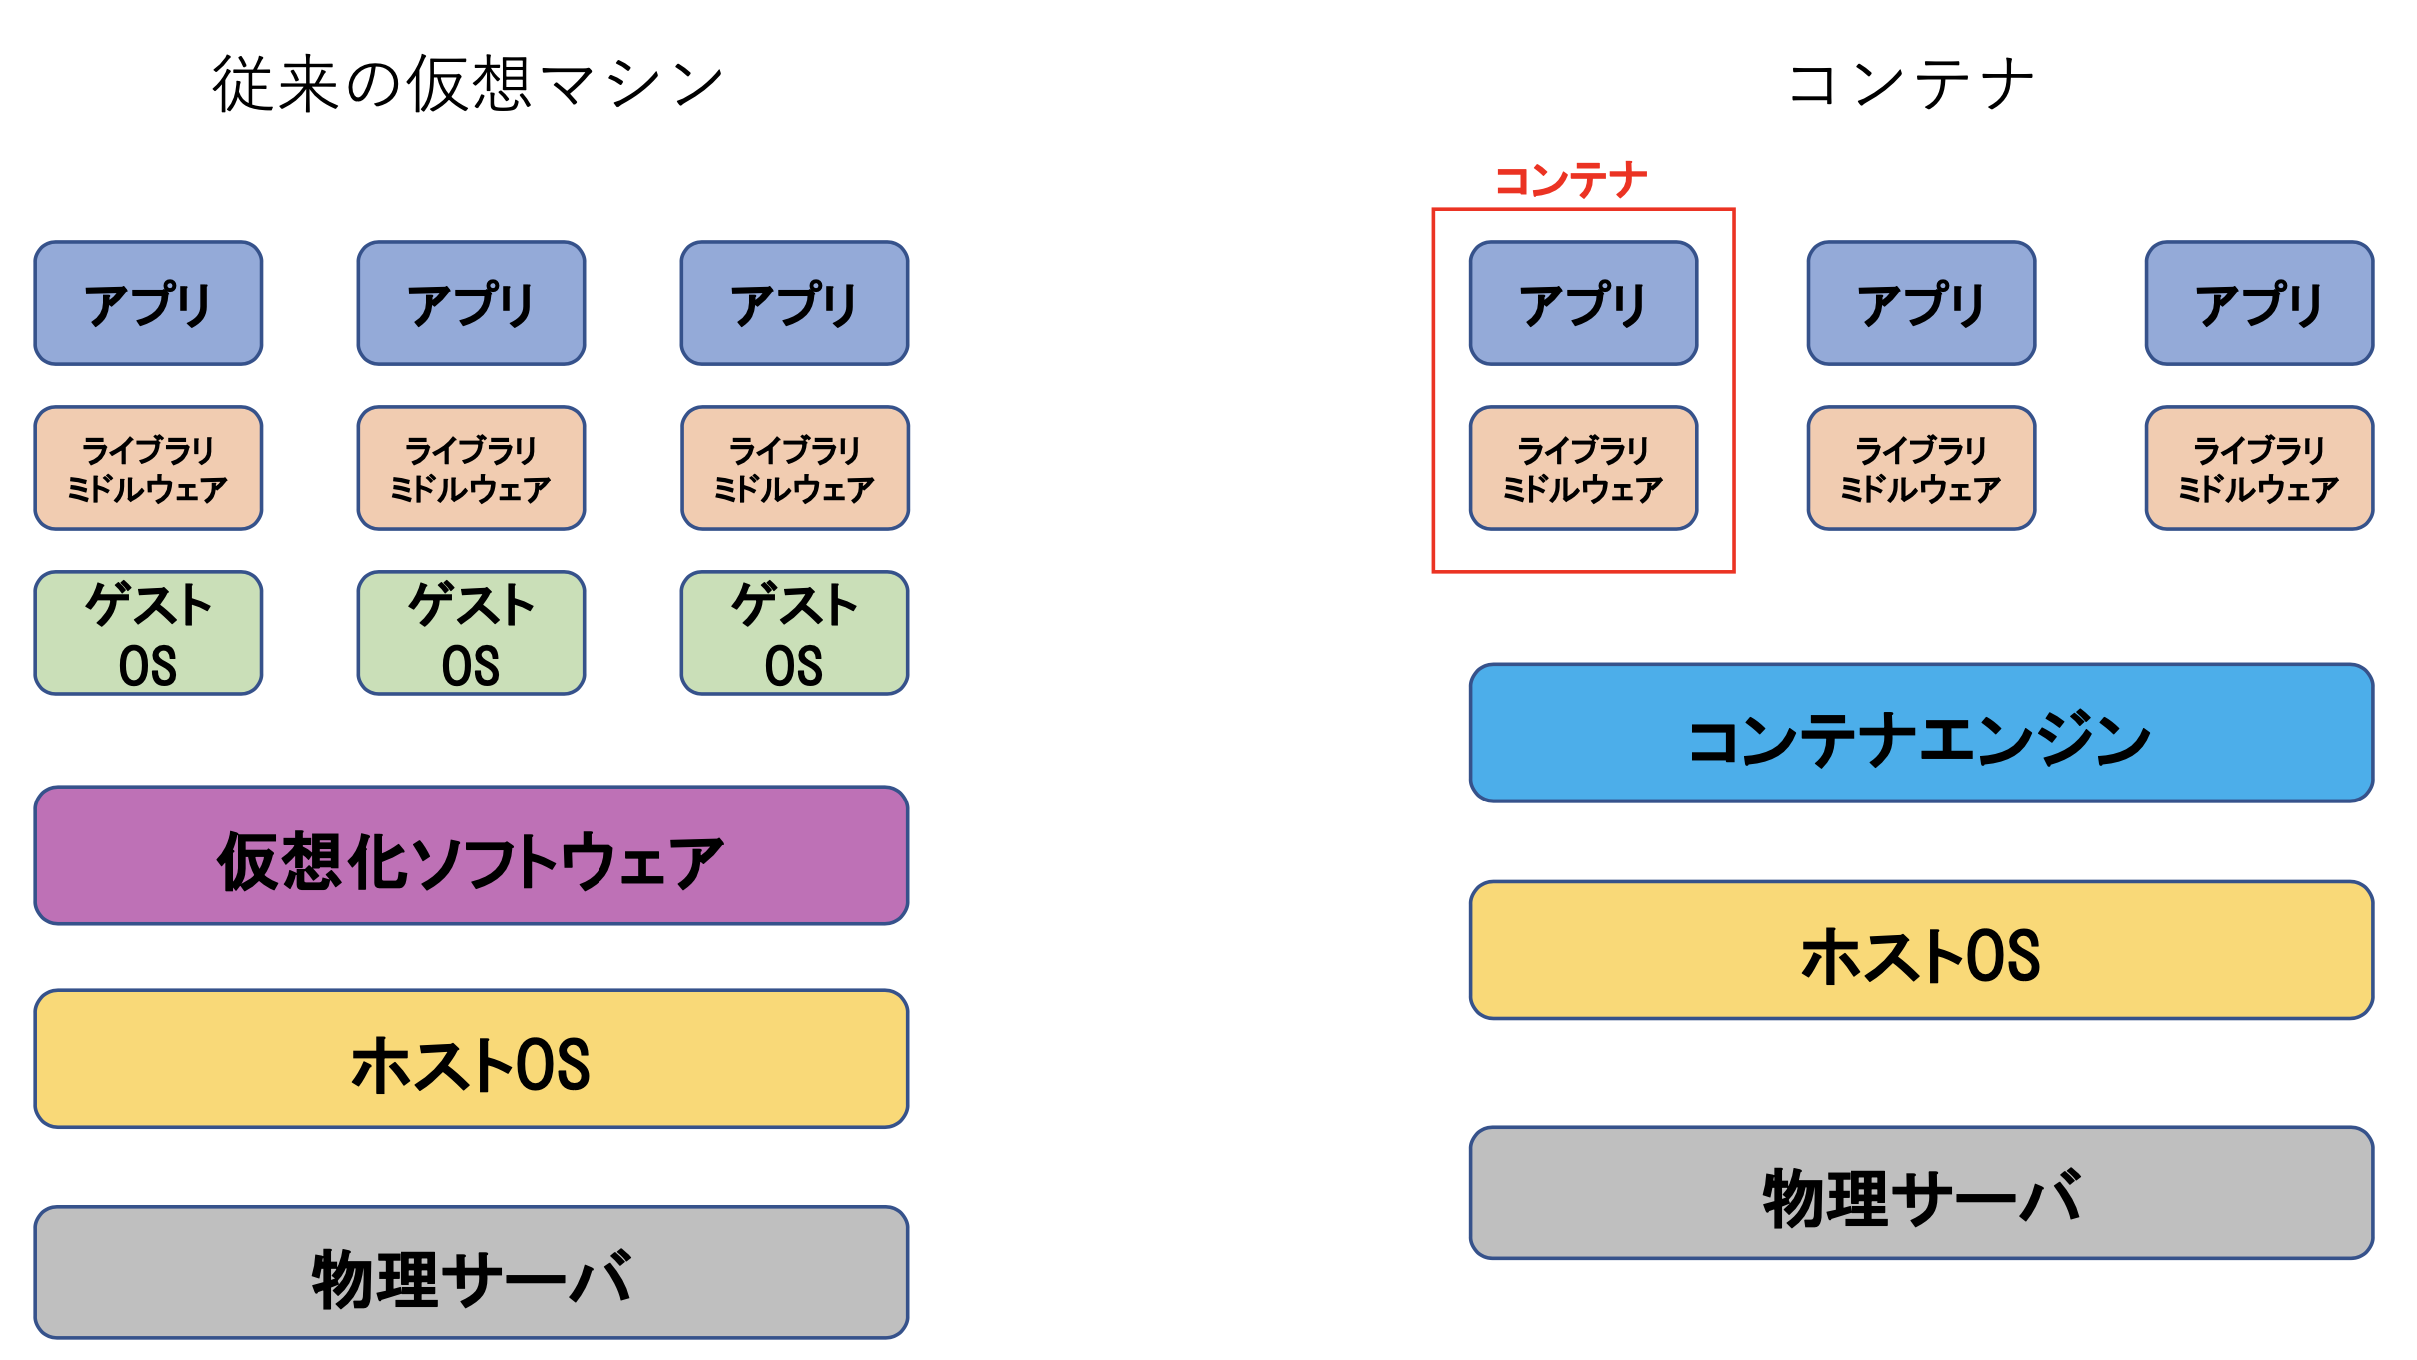 従来の仮想マシン
アプリ
アプリ
アプリ
ライブラリ
ミドルウェア
ライブラリ
ミドルウェア
ライブラリ
ミドルウェア
ゲスト
OS
ゲスト
OS
ゲスト
OS
仮想化ソフトウェア
ホストOS
物理サーバ
コンテナ
コンテナ
アプリ
アプリ
アプリ
ライブラリ
ミドルウェア
ライブラリ
ミドルウェア
ライブラリ
ミドルウェア
コンテナエンジン
ホストOS
物理サーバ